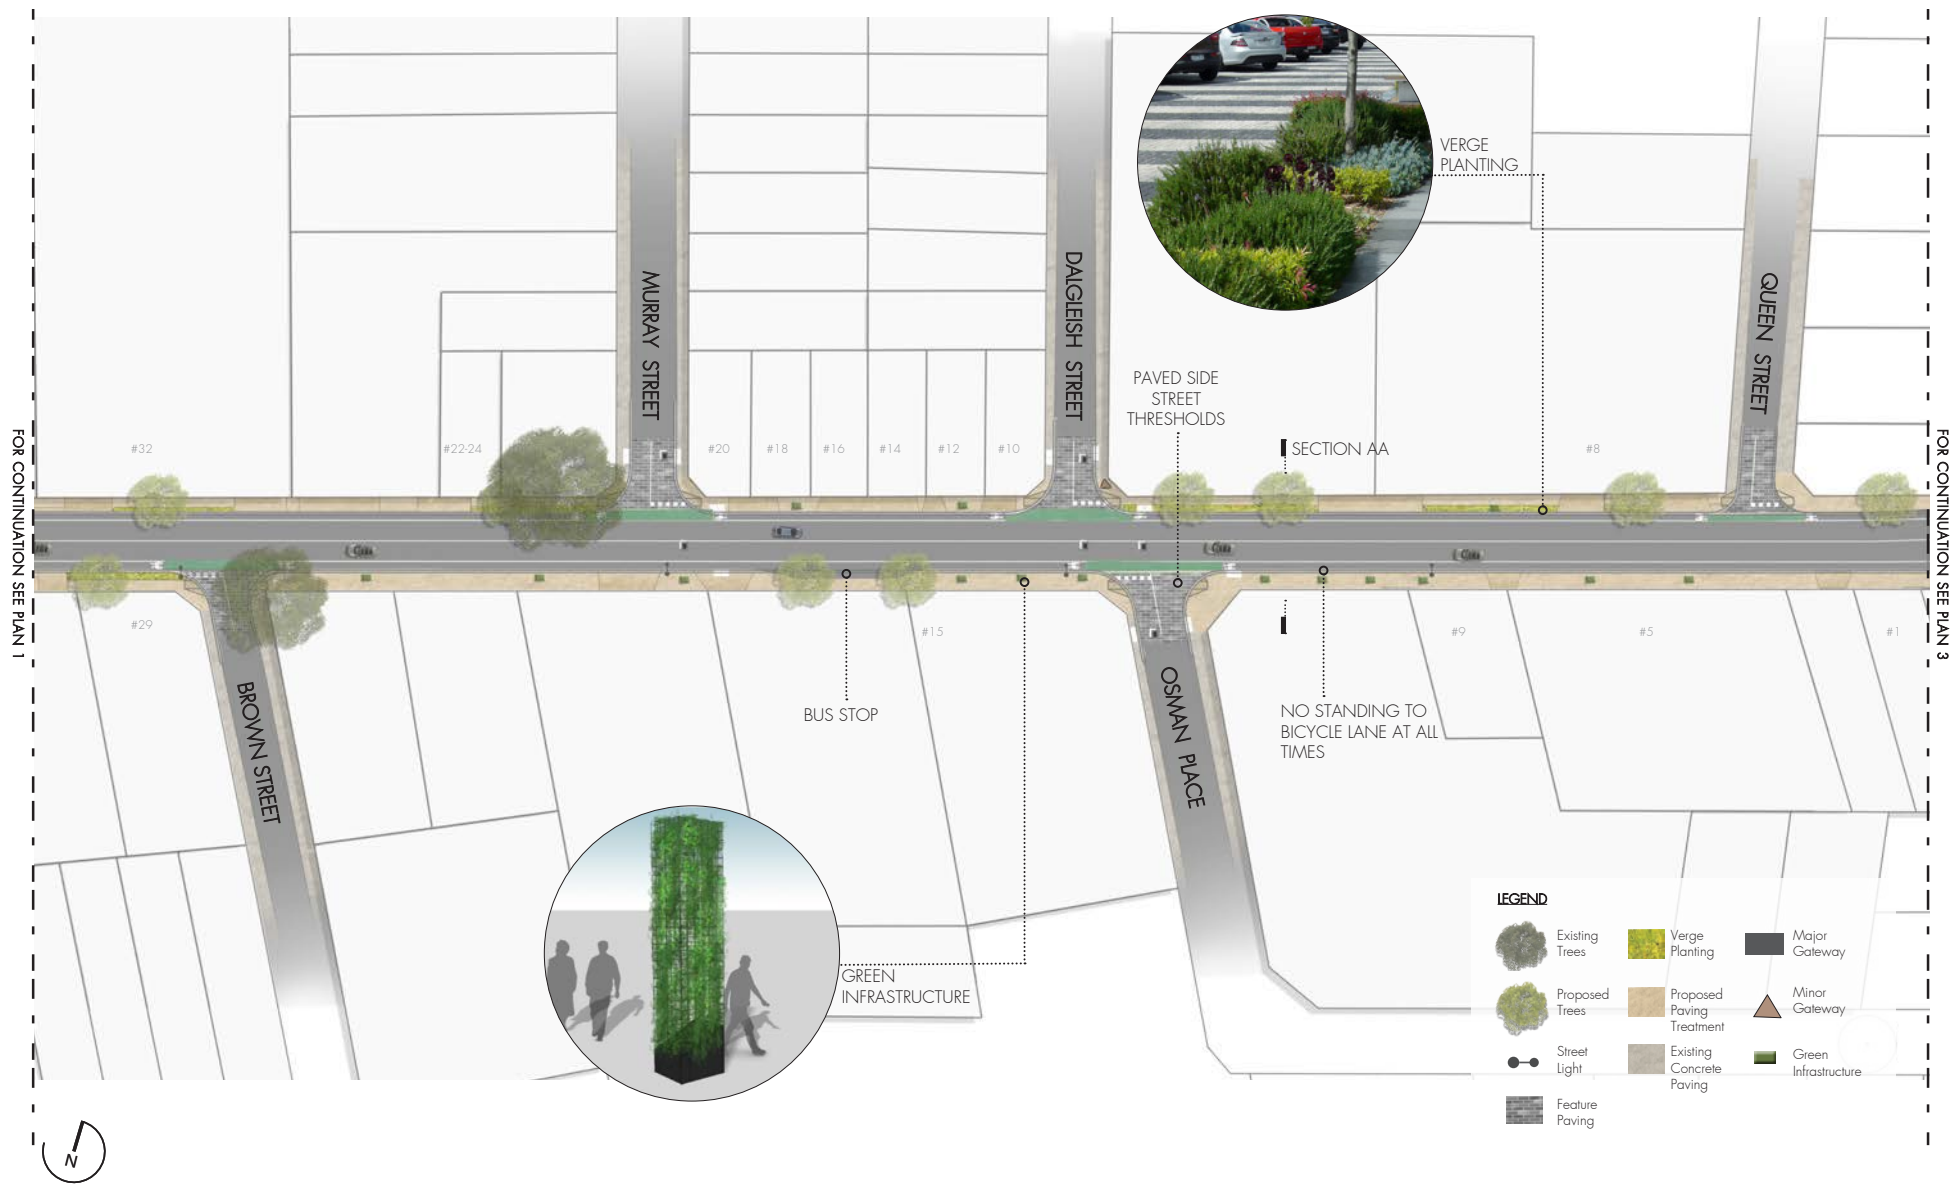 VERGE
PLANTING
MURRAY STREET
DALGLEISH STREET
QUEEN STREET
PAVED SIDE
STREET
THRESHOLDS
SECTION AA
#32
#22-24
#20
#18
#16
#14
#12
#10
#8
FOR CONTINUATION SEE PLAN 1
FOR CONTINUATION SEE PLAN 3
#29
#15
#9
#5
#1
BROWN STREET
OSMAN PLACE
BUS STOP
NO STANDING TO
BICYCLE LANE AT ALL
TIMES
GREEN
INFRASTRUCTURE
LEGEND
Existing
Trees
Verge
Planting
Major
Gateway
Proposed
Trees
Proposed
Paving
Treatment
Minor
Gateway
Street
Light
Existing
Concrete
Paving
Green
Infrastructure
Feature
Paving
N